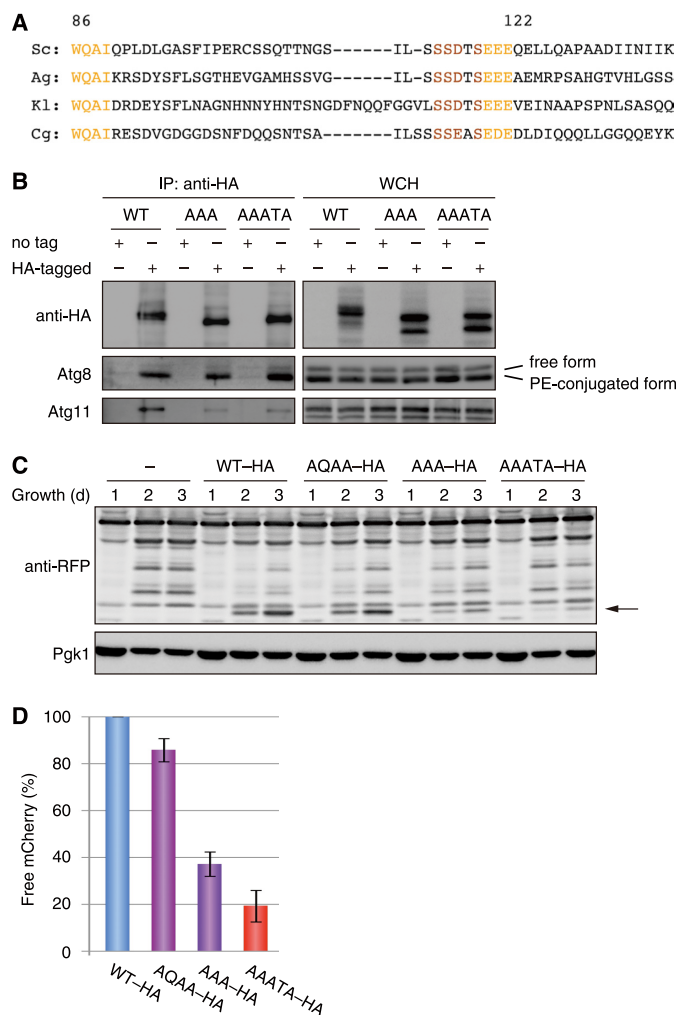 A
86 122
Sc: WQAIQPLDLGASFIPERCSSQTTNGS------IL-SSSDTSEEEQELLQAPAADIINIIK
Ag: WQAIKRSDYSFLSGTHEVGAMHSSVG------IL-SSSDTSEEEAEMRPSAHGTVHLGSS
Kl: WQAIDRDEYSFLNAGNHNNYHNTSNGDFNQQFGGVLSSDTSEEEVEINAAPSPNLSASQQ
Cg: WQAIRESDVGDGGDSNFDQQSNTSA-------ILSSSSEASEDEDLDIQQQLLGGQQEYK
B
IP: anti-HA WCH
WT AAA AAATA WT AAA AAATA
no tag + – + – + – + – + – + –
HA-tagged – + – + – + – + – + – +
anti-HA
Atg8
free form
PE-conjugated form
Atg11
C
– WT–HA AQAA–HA AAA–HA AAATA–HA
Growth (d) 1 2 3 1 2 3 1 2 3 1 2 3 1 2 3
anti-RFP
Pgk1
D
Free mCherry (%)
100
80
60
40
20
0
WT–HA AQAA–HA AAA–HA AAATA–HA